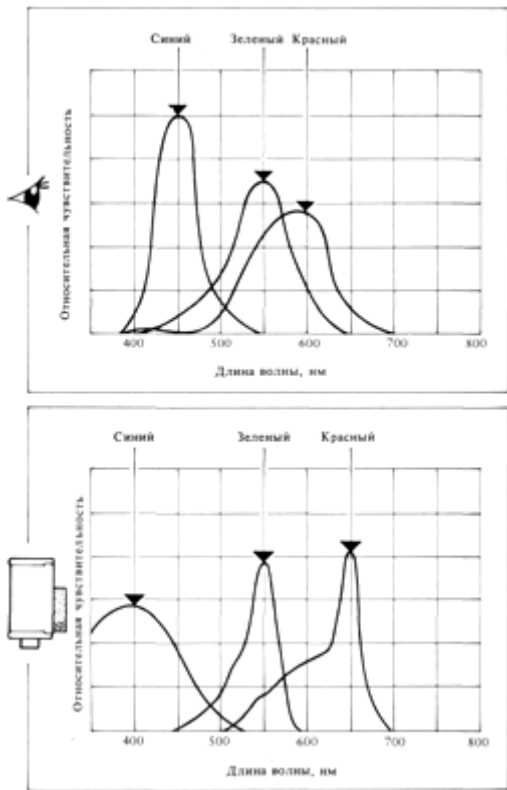 Синий Зеленый Красный
Относительная чувствительность
400 500 600 700 800
Длина волны, нм
Синий Зеленый Красный
Относительная чувствительность
400 500 600 700 800
Длина волны, нм